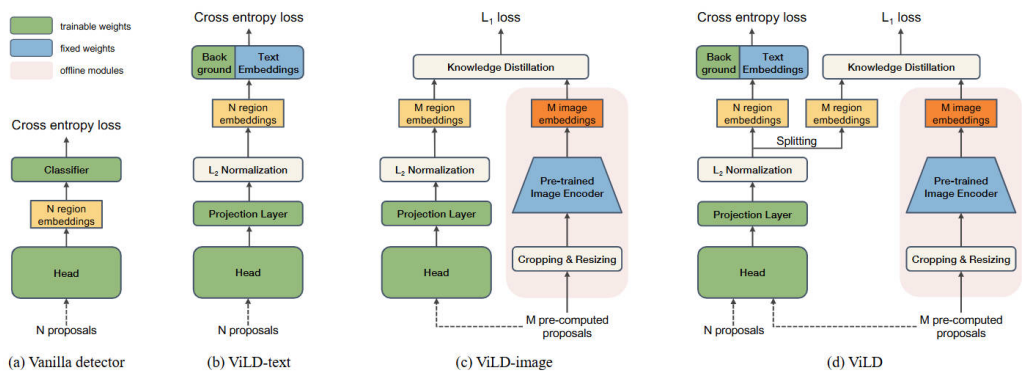 trainable weights
fixed weights
offline modules
Cross entropy loss
Classifier
N region
embeddings
Head
N proposals
(a) Vanilla detector
Cross entropy loss
Back
ground
Text
Embeddings
N region
embeddings
L2 Normalization
Projection Layer
Head
N proposals
(b) ViLD-text
L1 loss
Knowledge Distillation
M region
embeddings
M image
embeddings
L2 Normalization
Pre-trained
Image Encoder
Projection Layer
Head
Cropping & Resizing
M pre-computed
proposals
(c) ViLD-image
Cross entropy loss
L1 loss
Back
ground
Text
Embeddings
Knowledge Distillation
N region
embeddings
M region
embeddings
M image
embeddings
Splitting
L2 Normalization
Pre-trained
Image Encoder
Projection Layer
Head
Cropping & Resizing
N proposals
M pre-computed
proposals
(d) ViLD